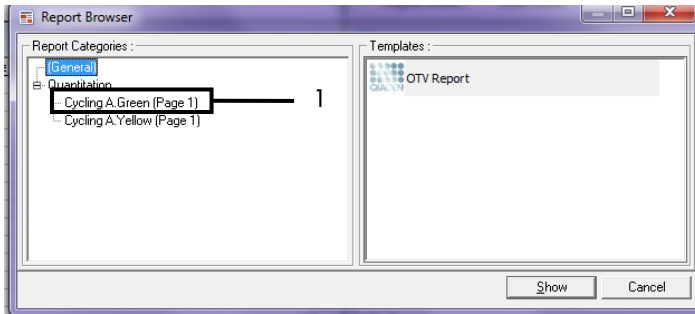 Report Browser
Report Categories :
(General)
Quantitation
Cycling A.Green (Page 1)
Cycling A.Yellow (Page 1)
1
Templates :
QIAGEN
OTV Report
Show
Cancel